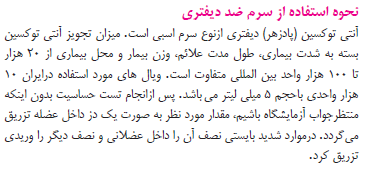 نحوه استفاده از سرم ضد دیفتری
آنتی توکسین (پادزهر) دیفتری ازنوع سرم اسبی است. میزان تجویز آنتی توکسین
بسته به شدت بیماری، طول مدت علائم، وزن بیمار و محل بیماری از ۲۰ هزار
تا ۱۰۰ هزار واحد بین المللی متفاوت است. ویال های مورد استفاده درایران ۱۰
هزار واحدی باحجم ۵ میلی لیتر می باشد. پس ازانجام تست حساسیت بدون اینکه
منتظرجواب آزمایشگاه باشیم، مقدار مورد نظر به صورت یک دز داخل عضله تزریق
می‌گردد. درموارد شدید بایستی نصف آن را داخل عضلانی و نصف دیگر را وریدی
تزریق کرد.